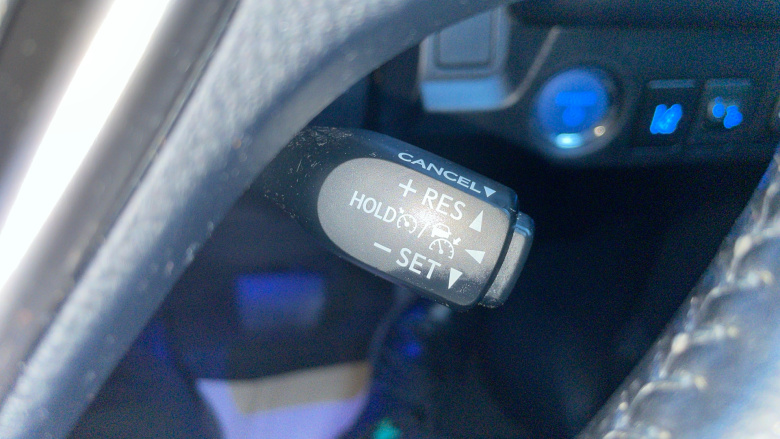 CANCEL▼
+ RES ▲
HOLD /
− SET ▼